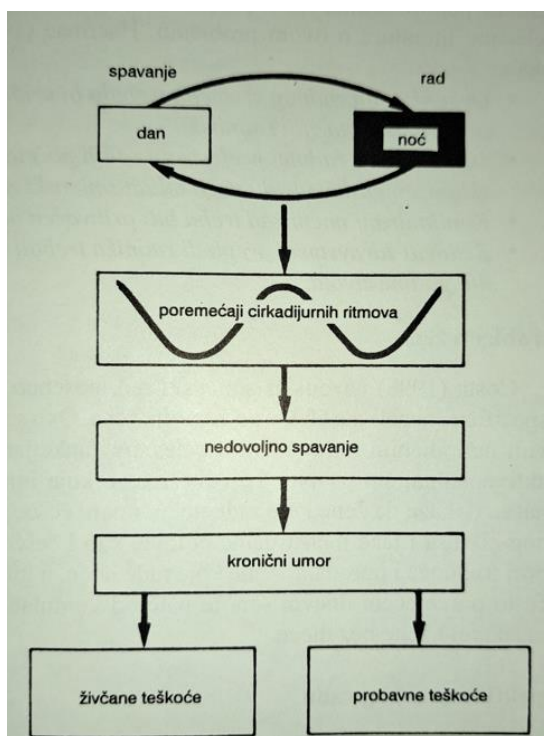 spavanje
rad
dan
noć
poremećaji cirkadijurnih ritmova
nedovoljno spavanje
kronični umor
živčane teškoće
probavne teškoće